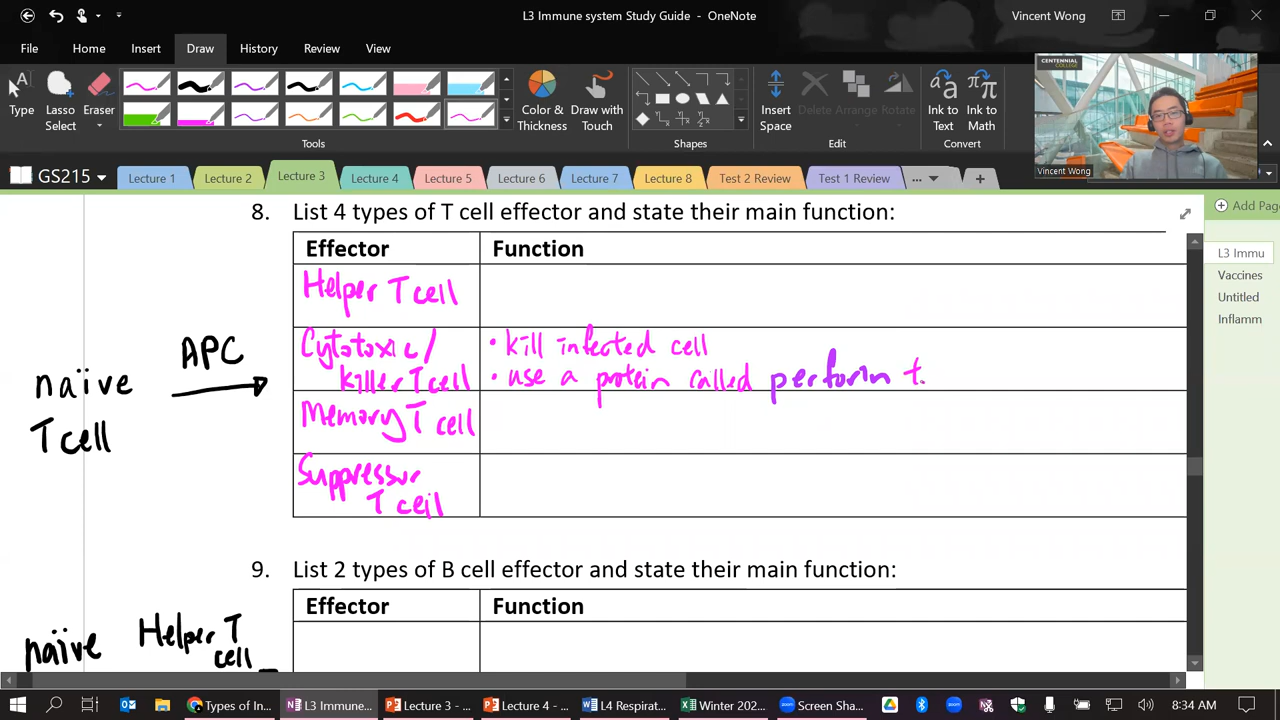 L3 Immune system Study Guide - OneNote
Vincent Wong
File Home Insert Draw History Review View
CENTENNIAL COLLEGE
Type
Lasso Select
Eraser
Color & Thickness
Draw with Touch
Insert Space
Delete Arrange Rotate
Ink to Text
Ink to Math
Tools
Shapes
Edit
Convert
Vincent Wong
GS215
Lecture 1 Lecture 2 Lecture 3 Lecture 4 Lecture 5 Lecture 6 Lecture 7 Lecture 8 Test 2 Review Test 1 Review ...
Add Page
L3 Immu
Vaccines
Untitled
Inflamm
8. List 4 types of T cell effector and state their main function:
Effector Function
Helper T cell
Cytotoxic/
killer T cell
• kill infected cell
• use a protein called perforin t.
Memory T cell
Suppressor
T cell
APC
naïve
T cell
9. List 2 types of B cell effector and state their main function:
Effector Function
naïve
Helper T
cell
Types of In...
L3 Immune...
Lecture 3 - ...
Lecture 4 - ...
L4 Respirat...
Winter 202...
Screen Sha...
8:34 AM